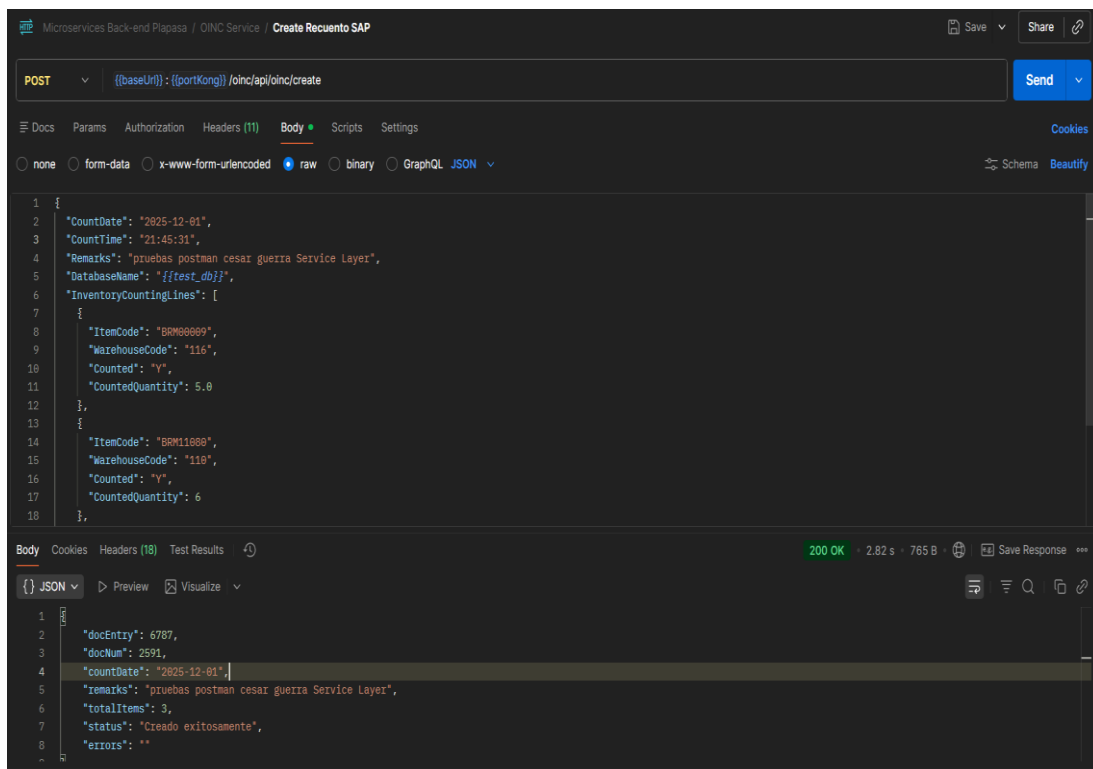 HTTP Microservices Back-end Plapasa / OINC Service / Create Recuento SAP Save Share
POST {{baseUrl}} : {{portKong}} /oinc/api/oinc/create Send
Docs Params Authorization Headers (11) Body Scripts Settings Cookies
none form-data x-www-form-urlencoded raw binary GraphQL JSON Schema Beautify
1 {
2 "CountDate": "2025-12-01",
3 "CountTime": "21:45:31",
4 "Remarks": "pruebas postman cesar guerra Service Layer",
5 "DatabaseName": "{{test_db}}",
6 "InventoryCountingLines": [
7 {
8 "ItemCode": "BRM00009",
9 "WarehouseCode": "116",
10 "Counted": "Y",
11 "CountedQuantity": 5.0
12 },
13 {
14 "ItemCode": "BRM11080",
15 "WarehouseCode": "110",
16 "Counted": "Y",
17 "CountedQuantity": 6
18 },
Body Cookies Headers (18) Test Results 200 OK • 2.82 s • 765 B • Save Response
{} JSON Preview Visualize
1 {
2 "docEntry": 6787,
3 "docNum": 2591,
4 "countDate": "2025-12-01",
5 "remarks": "pruebas postman cesar guerra Service Layer",
6 "totalItems": 3,
7 "status": "Creado exitosamente",
8 "errors": ""